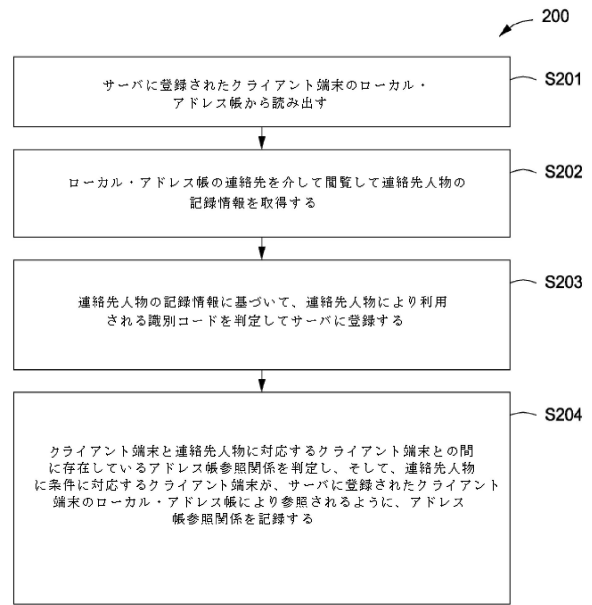 200
サーバに登録されたクライアント端末のローカル・
アドレス帳から読み出す
S201
ローカル・アドレス帳の連絡先を介して閲覧して連絡先人物の
記録情報を取得する
S202
連絡先人物の記録情報に基づいて、連絡先人物により利用
される識別コードを判定してサーバに登録する
S203
クライアント端末と連絡先人物に対応するクライアント端末との間
に存在しているアドレス帳参照関係を判定し、そして、連絡先人物
に条件に対応するクライアント端末が、サーバに登録されたクライアント
端末のローカル・アドレス帳により参照されるように、アドレス
帳参照関係を記録する
S204